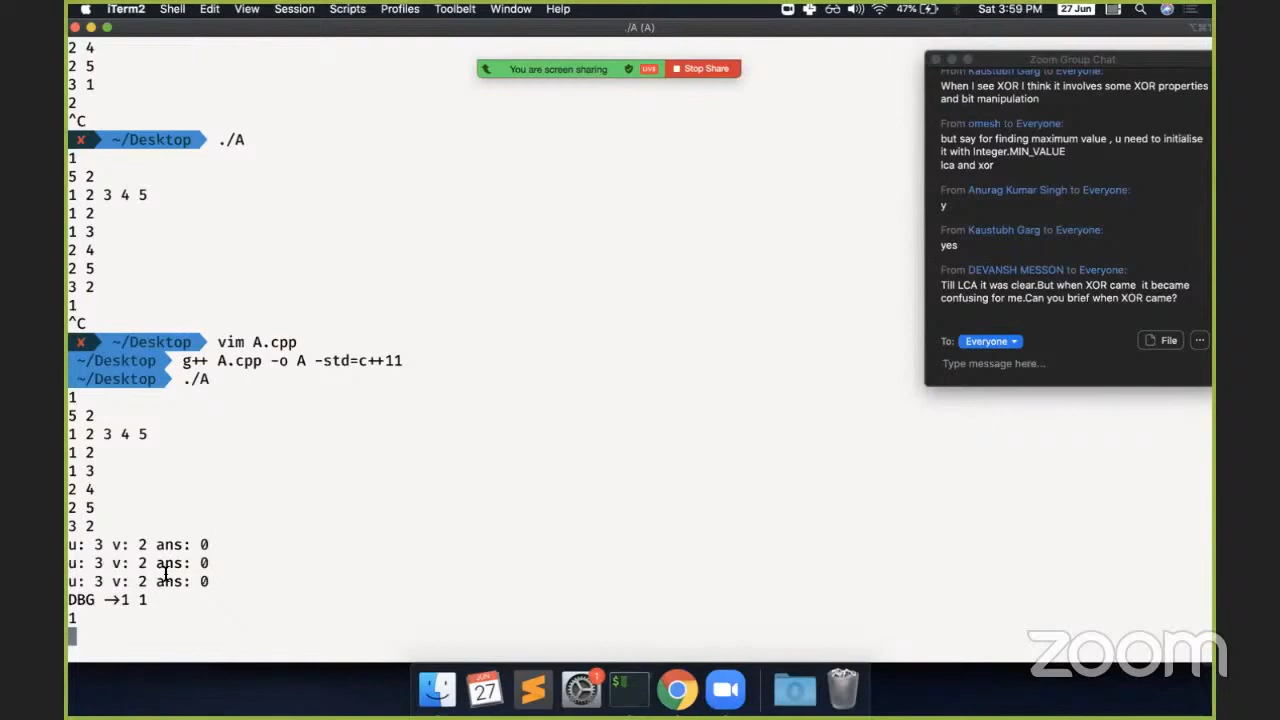 iTerm2 Shell Edit View Session Scripts Profiles Toolbelt Window Help 47% Sat 3:59 PM 27 Jun
./A (A)
2 4
2 5
3 1
2
^C
✘ ~/Desktop ./A
1
5 2
1 2 3 4 5
1 2
1 3
2 4
2 5
3 2
1
^C
✘ ~/Desktop vim A.cpp
~/Desktop g++ A.cpp -o A -std=c++11
~/Desktop ./A
1
5 2
1 2 3 4 5
1 2
1 3
2 4
2 5
3 2
u: 3 v: 2 ans: 0
u: 3 v: 2 ans: 0
u: 3 v: 2 ans: 0
DBG →1 1
1
You are screen sharing LIVE Stop Share
Zoom Group Chat
From Kaustubh Garg to Everyone:
When I see XOR I think it involves some XOR properties
and bit manipulation
From omesh to Everyone:
but say for finding maximum value , u need to initialise
it with Integer.MIN_VALUE
lca and xor
From Anurag Kumar Singh to Everyone:
y
From Kaustubh Garg to Everyone:
yes
From DEVANSH MESSON to Everyone:
Till LCA it was clear.But when XOR came it became
confusing for me.Can you brief when XOR came?
To: Everyone File ...
Type message here...
zoom
JUN
27
1
$